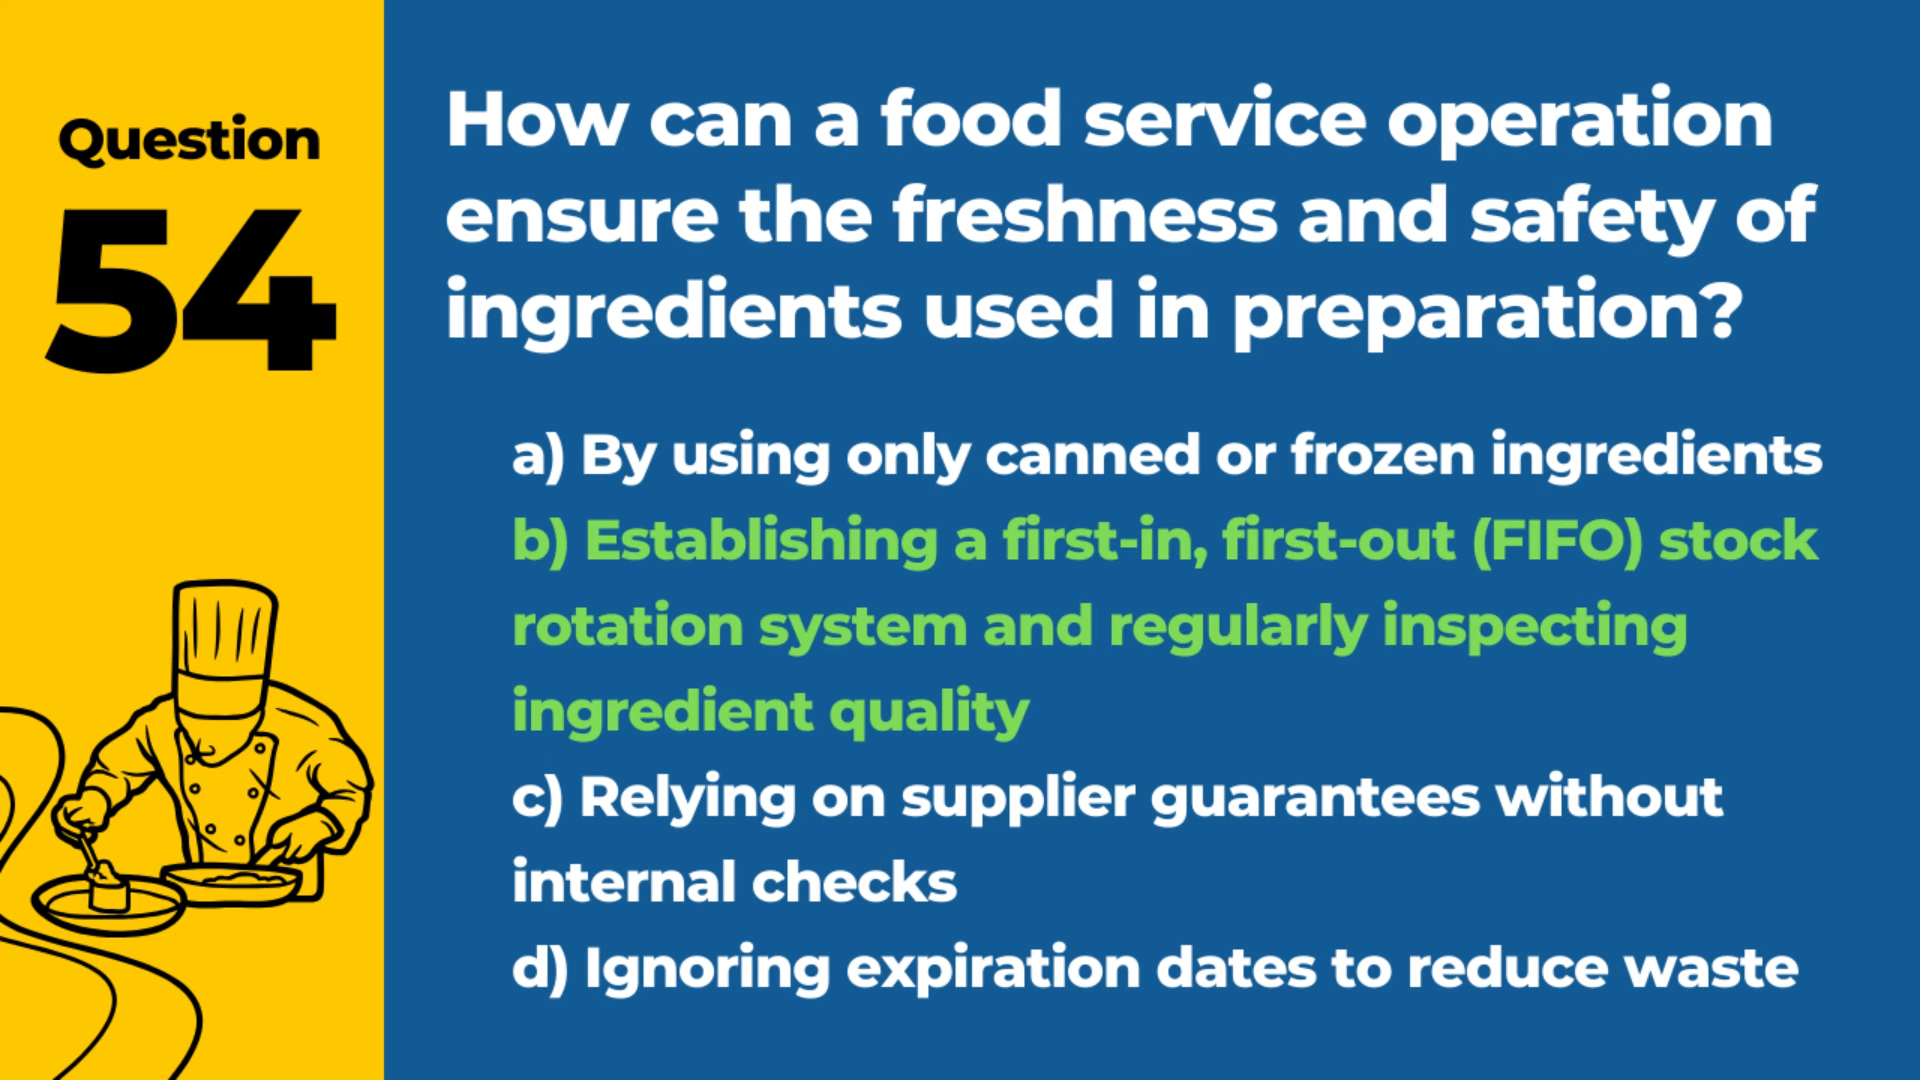 Question
54
How can a food service operation
ensure the freshness and safety of
ingredients used in preparation?
a) By using only canned or frozen ingredients
b) Establishing a first-in, first-out (FIFO) stock
rotation system and regularly inspecting
ingredient quality
c) Relying on supplier guarantees without
internal checks
d) Ignoring expiration dates to reduce waste